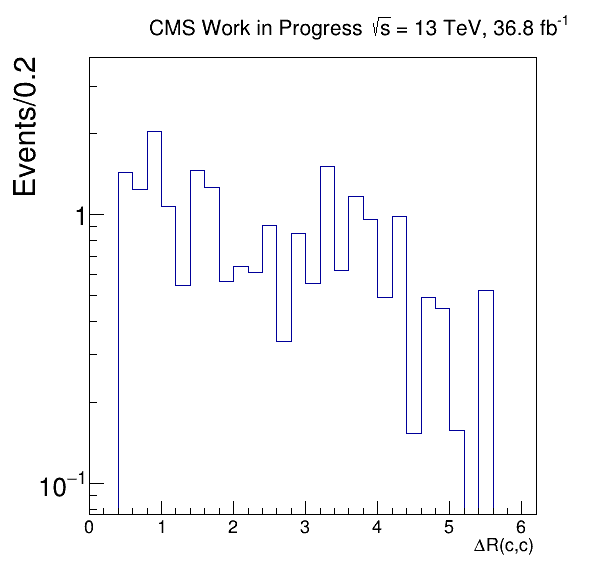 CMS Work in Progress √s = 13 TeV, 36.8 fb⁻¹
Events/0.2
1
10⁻¹
0 1 2 3 4 5 6
ΔR(c,c)